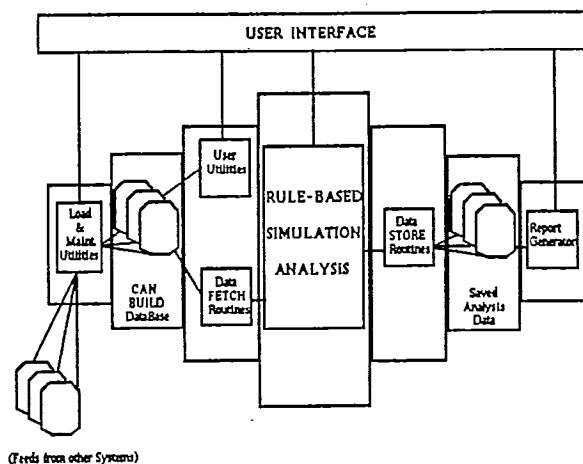 USER INTERFACE
User
Utilities
Load
&
Maint.
Utilities
CAN
BUILD
DataBase
Data
FETCH
Routines
RULE-BASED
SIMULATION
ANALYSIS
Data
STORE
Routines
Saved
Analysis
Data
Report
Generator
(Feeds from other Systems)